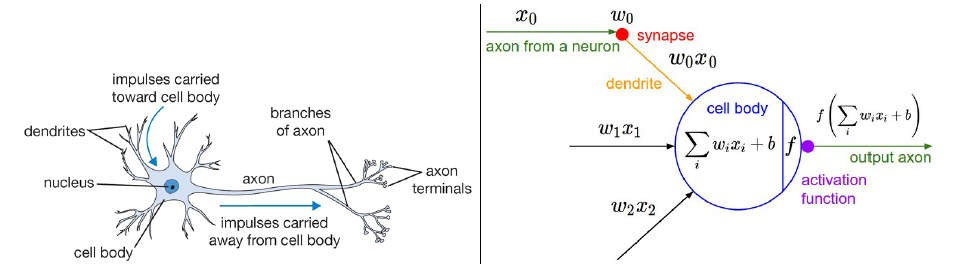 impulses carried
toward cell body
dendrites
nucleus
cell body
axon
impulses carried
away from cell body
branches
of axon
axon
terminals
x₀
w₀
synapse
axon from a neuron
w₀x₀
dendrite
cell body
w₁x₁
∑ᵢ wᵢxᵢ + b
f
f(∑ᵢ wᵢxᵢ + b)
output axon
activation
function
w₂x₂